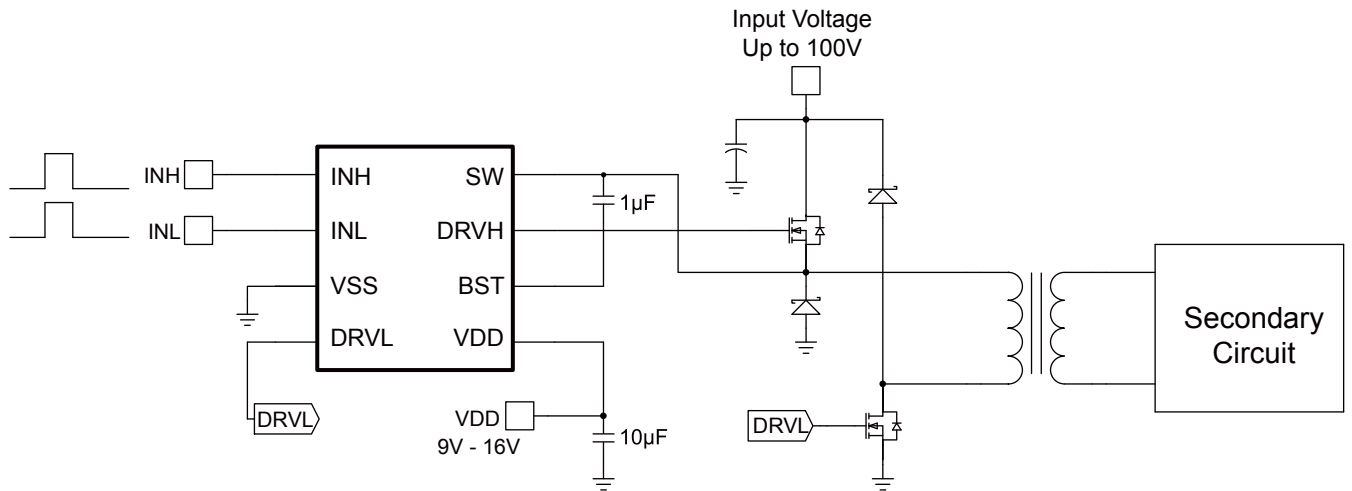 Input Voltage
Up to 100V
INH
INH
SW
1µF
INL
INL
DRVH
VSS
BST
DRVL
VDD
DRVL
VDD
9V - 16V
10µF
DRVL
Secondary
Circuit